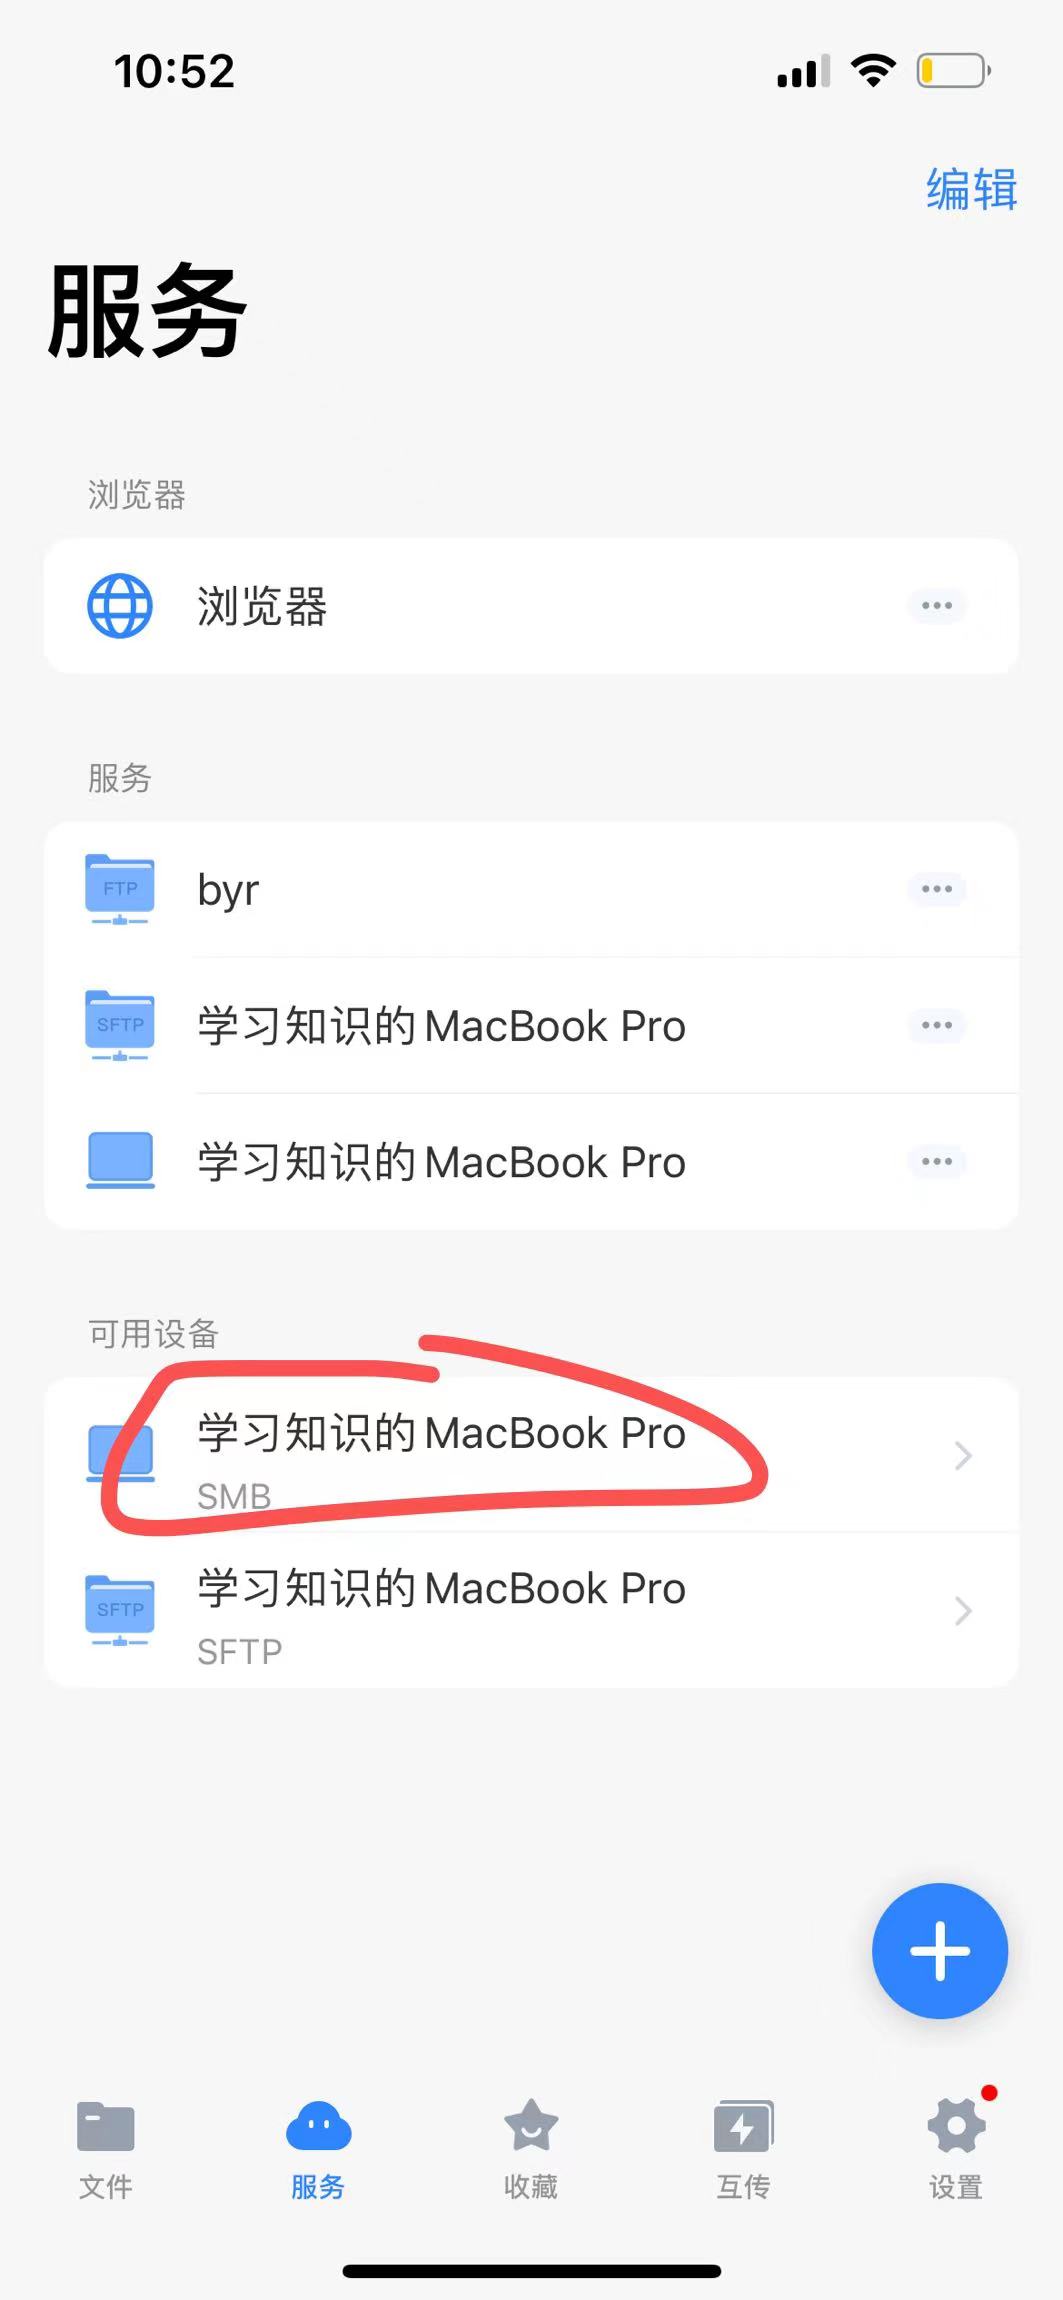 10:52
编辑
服务
浏览器
浏览器
服务
FTP
byr
SFTP
学习知识的MacBook Pro
学习知识的MacBook Pro
可用设备
学习知识的MacBook Pro
SMB
SFTP
学习知识的MacBook Pro
SFTP
文件
服务
收藏
互传
设置